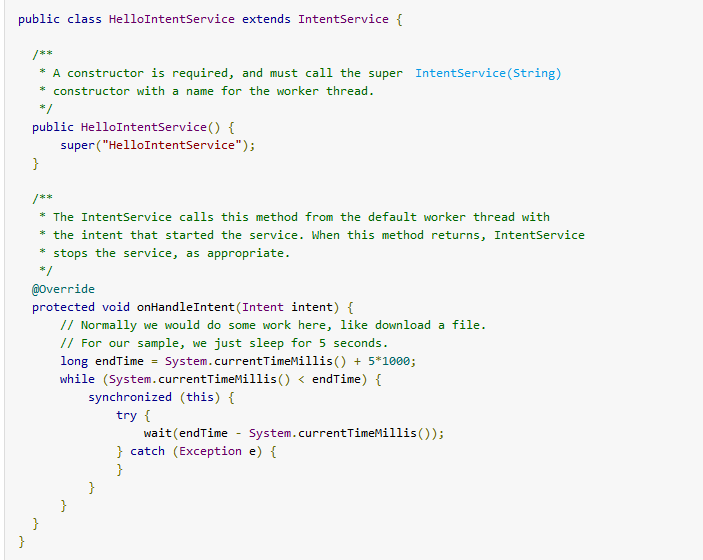 public class HelloIntentService extends IntentService {
/**
* A constructor is required, and must call the super IntentService(String)
* constructor with a name for the worker thread.
*/
public HelloIntentService() {
super("HelloIntentService");
}
/**
* The IntentService calls this method from the default worker thread with
* the intent that started the service. When this method returns, IntentService
* stops the service, as appropriate.
*/
@Override
protected void onHandleIntent(Intent intent) {
// Normally we would do some work here, like download a file.
// For our sample, we just sleep for 5 seconds.
long endTime = System.currentTimeMillis() + 5*1000;
while (System.currentTimeMillis() < endTime) {
synchronized (this) {
try {
wait(endTime - System.currentTimeMillis());
} catch (Exception e) {
}
}
}
}
}